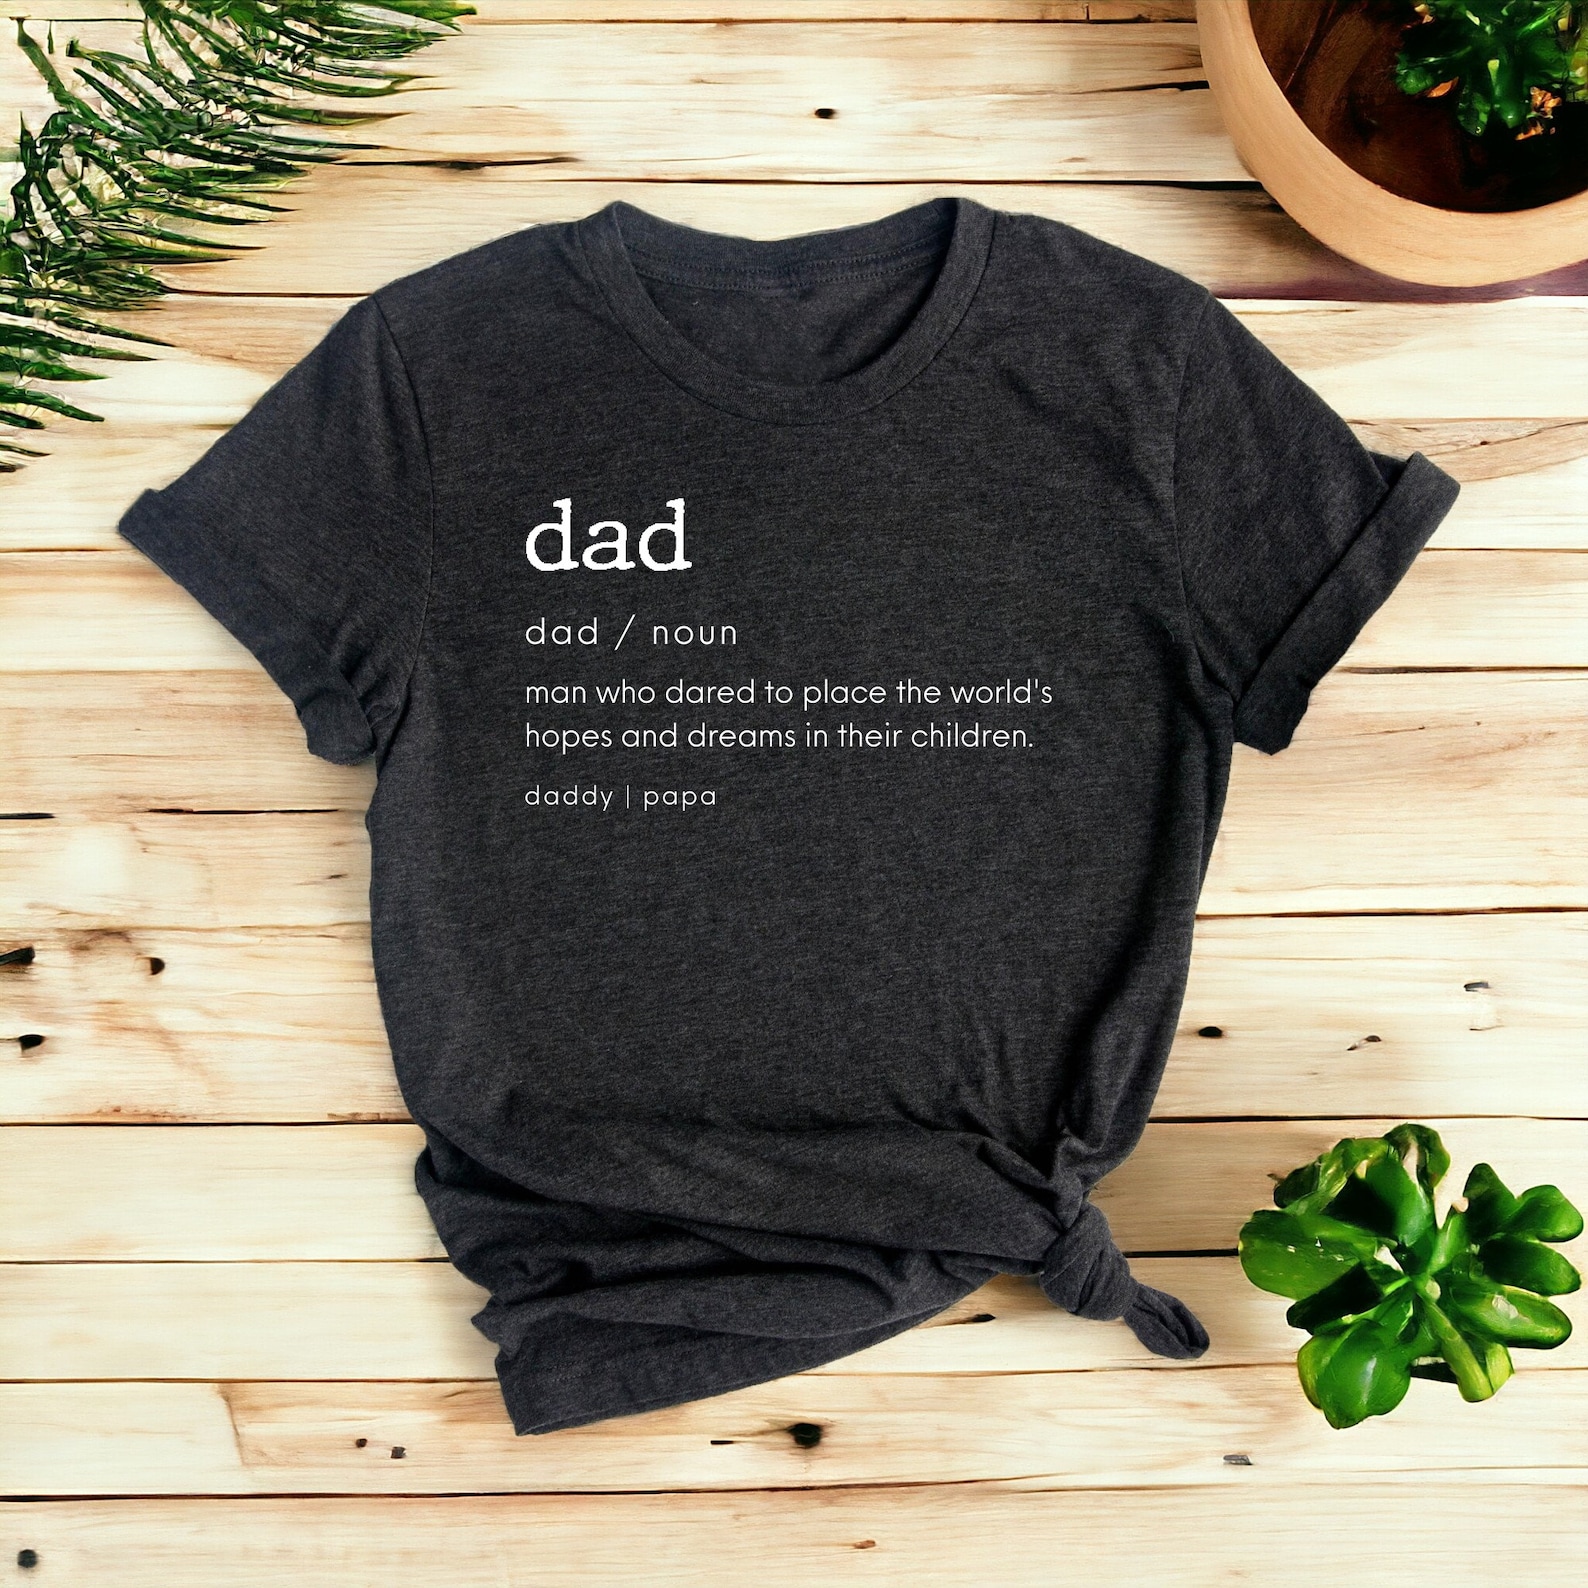 dad
dad / noun
man who dared to place the world's
hopes and dreams in their children.
daddy | papa